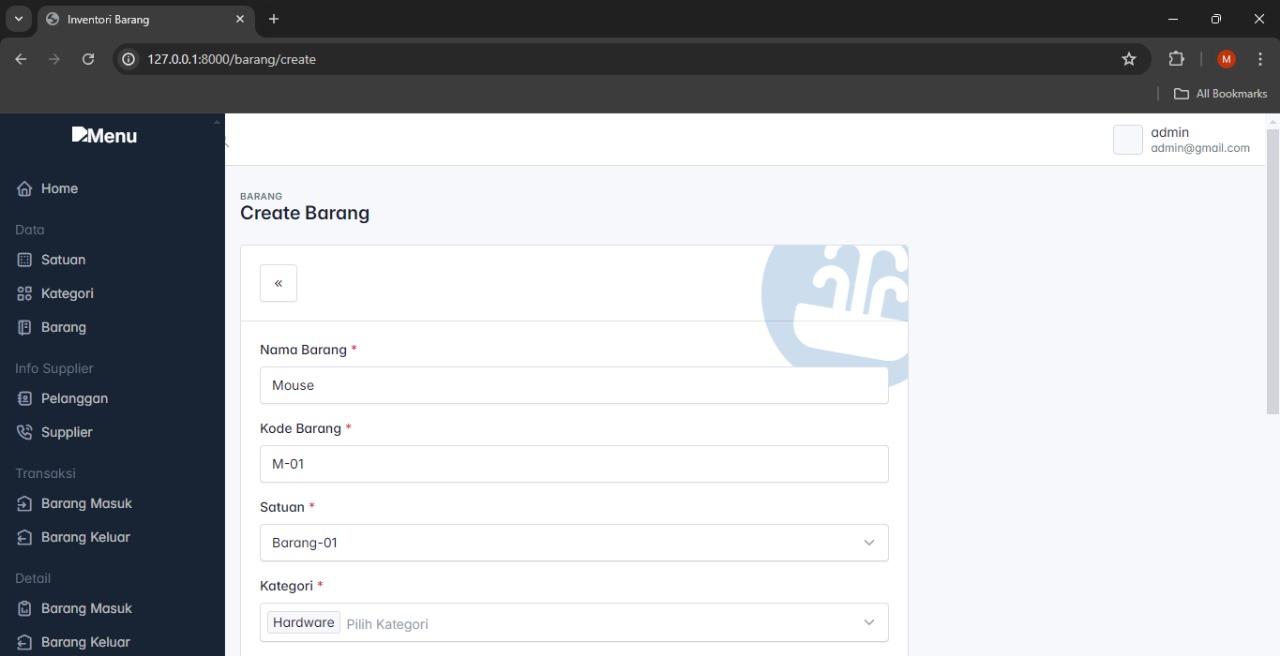 Inventori Barang
127.0.0.1:8000/barang/create
M
All Bookmarks
Menu
admin
admin@gmail.com
Home
Data
Satuan
Kategori
Barang
Info Supplier
Pelanggan
Supplier
Transaksi
Barang Masuk
Barang Keluar
Detail
Barang Masuk
Barang Keluar
BARANG
Create Barang
«
Nama Barang *
Mouse
Kode Barang *
M-01
Satuan *
Barang-01
Kategori *
Hardware Pilih Kategori